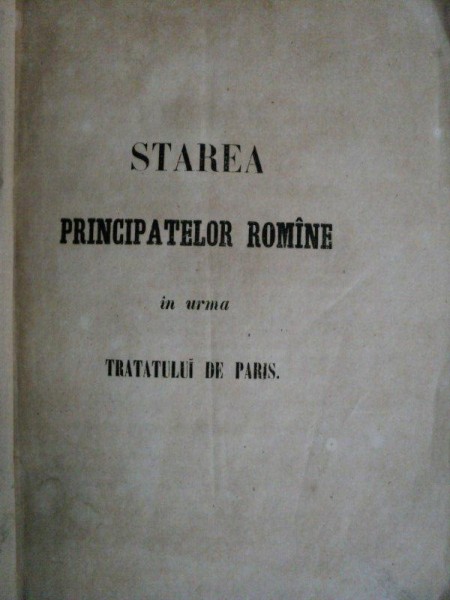 STAREA
PRINCIPATELOR ROMÎNE
in urma
TRATATULUĬ DE PARIS.